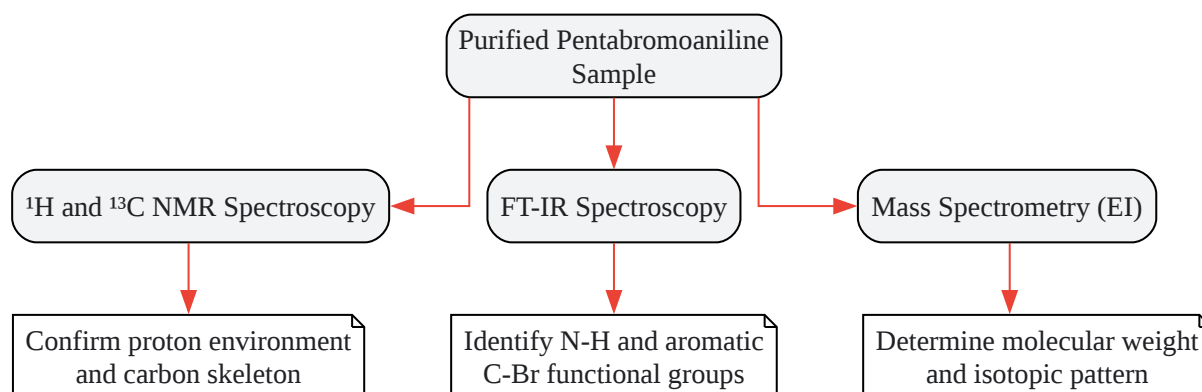 Purified Pentabromoaniline
Sample
¹H and ¹³C NMR Spectroscopy
FT-IR Spectroscopy
Mass Spectrometry (EI)
Confirm proton environment
and carbon skeleton
Identify N-H and aromatic
C-Br functional groups
Determine molecular weight
and isotopic pattern